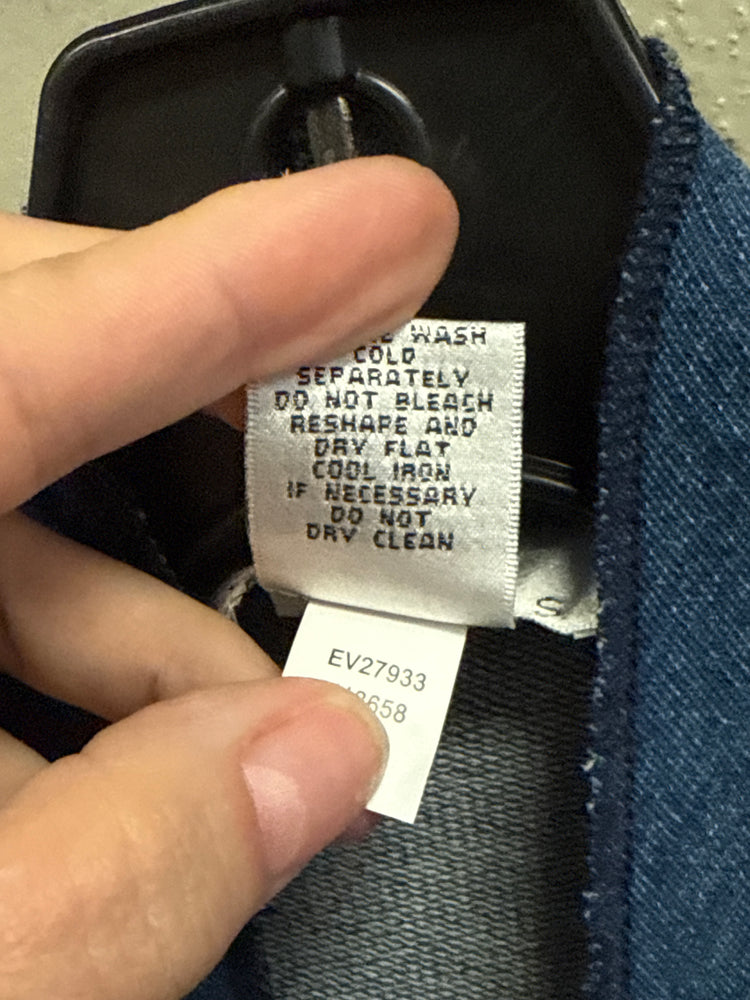 WASH
COLD
SEPARATELY
DO NOT BLEACH
RESHAPE AND
DRY FLAT
COOL IRON
IF NECESSARY
DO NOT
DRY CLEAN
S
EV27933
658